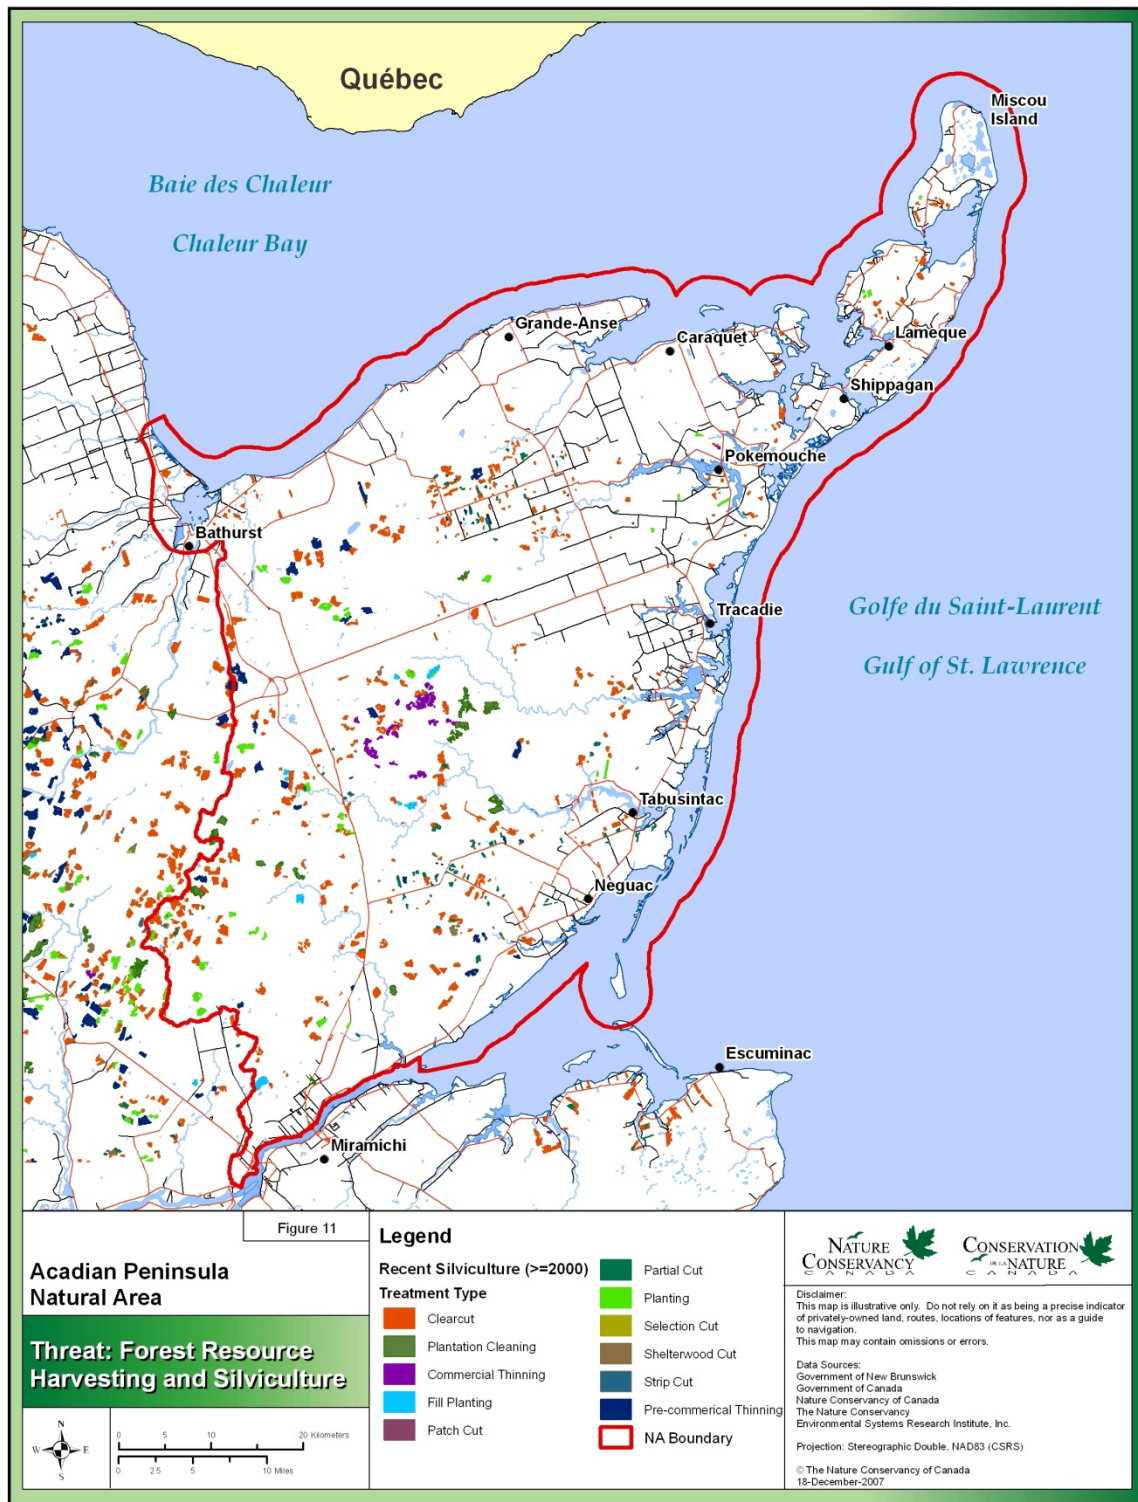 Québec
Miscou
Island
Baie des Chaleur
Chaleur Bay
Grande-Anse
Caraquet
Lameque
Shippagan
Pokemouche
Bathurst
Tracadie
Golfe du Saint-Laurent
Gulf of St. Lawrence
Tabusintac
Neguac
Escuminac
Miramichi
Figure 11
Acadian Peninsula
Natural Area
Threat: Forest Resource
Harvesting and Silviculture
N
W E
S
0 5 10 20 Kilometers
0 2.5 5 10 Miles
Legend
Recent Silviculture (>=2000)
Treatment Type
Clearcut
Plantation Cleaning
Commercial Thinning
Fill Planting
Patch Cut
Partial Cut
Planting
Selection Cut
Shelterwood Cut
Strip Cut
Pre-commerical Thinning
NA Boundary
NATURE
CONSERVANCY
CANADA
CONSERVATION
DE LA NATURE
CANADA
Disclaimer:
This map is illustrative only. Do not rely on it as being a precise indicator
of privately-owned land, routes, locations of features, nor as a guide
to navigation.
This map may contain omissions or errors.
Data Sources:
Government of New Brunswick
Government of Canada
Nature Conservancy of Canada
The Nature Conservancy
Environmental Systems Research Institute, Inc.
Projection: Stereographic Double, NAD83 (CSRS)
© The Nature Conservancy of Canada
18-December-2007